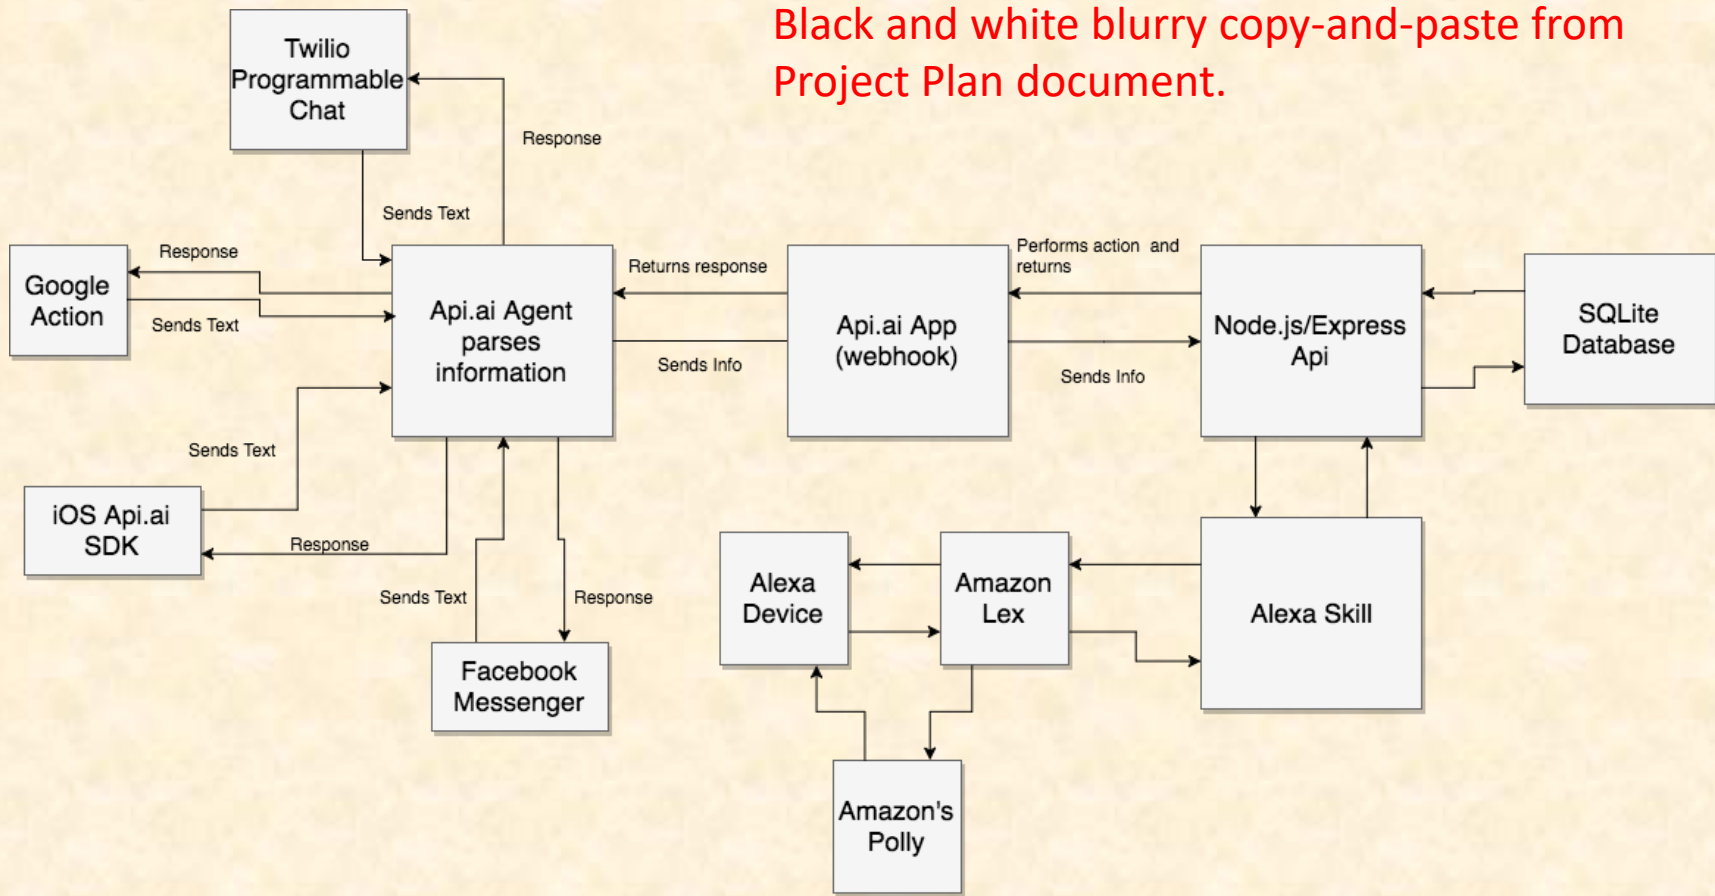 Black and white blurry copy-and-paste from
Project Plan document.
Twilio
Programmable
Chat
Response
Sends Text
Google
Action
Response
Sends Text
Api.ai Agent
parses
information
Returns response
Sends Info
Api.ai App
(webhook)
Performs action and
returns
Sends Info
Node.js/Express
Api
SQLite
Database
Sends Text
iOS Api.ai
SDK
Response
Sends Text
Response
Facebook
Messenger
Alexa
Device
Amazon
Lex
Alexa Skill
Amazon's
Polly